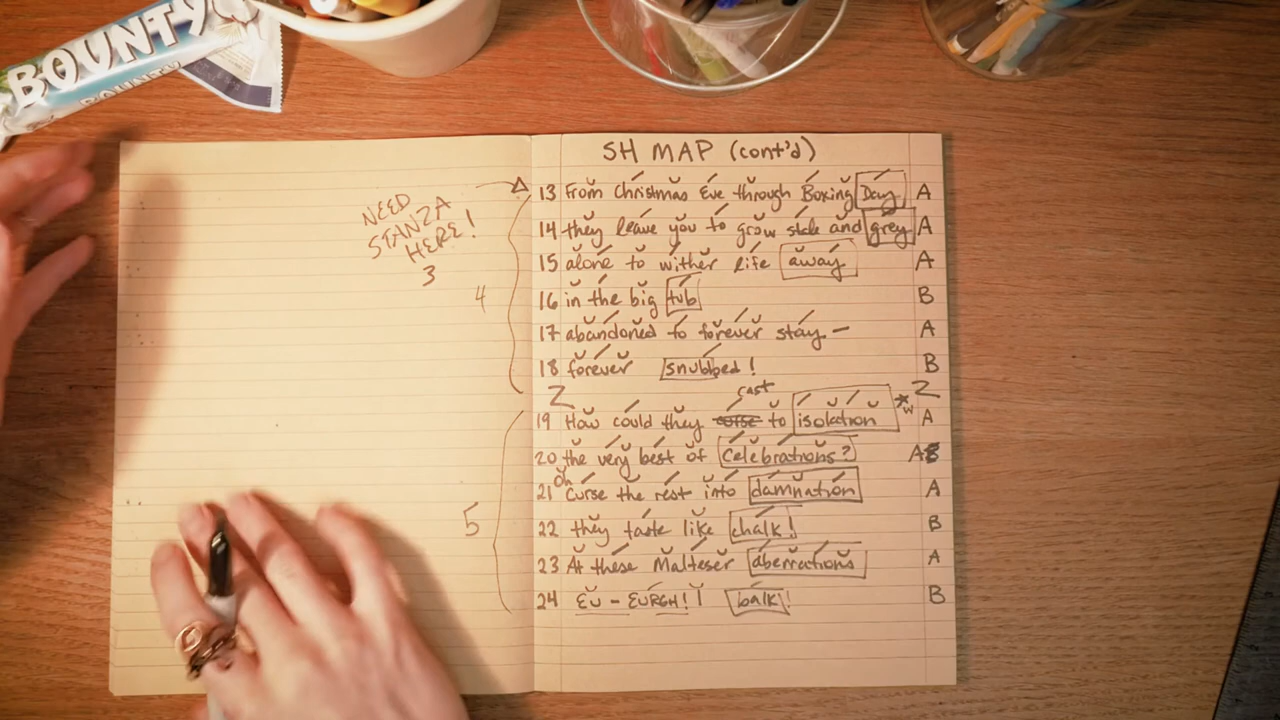 BOUNTY
BOUNTY
SH MAP (cont'd)
NEED
STANZA
HERE!
3
13 From Christmas Eve through Boxing Day A
14 they leave you to grow stale and grey A
15 alone to wither life away A
4
16 in the big tub B
17 abandoned to forever stay - A
18 forever snubbed! B
Z Z
cast
19 How could they curse to isolation *w A
20 the very best of Celebrations? AB
oh
21 Curse the rest into damnation A
5
22 they taste like chalk! B
23 At these Malteser aberrations A
24 EU - EURGH! I balk! B